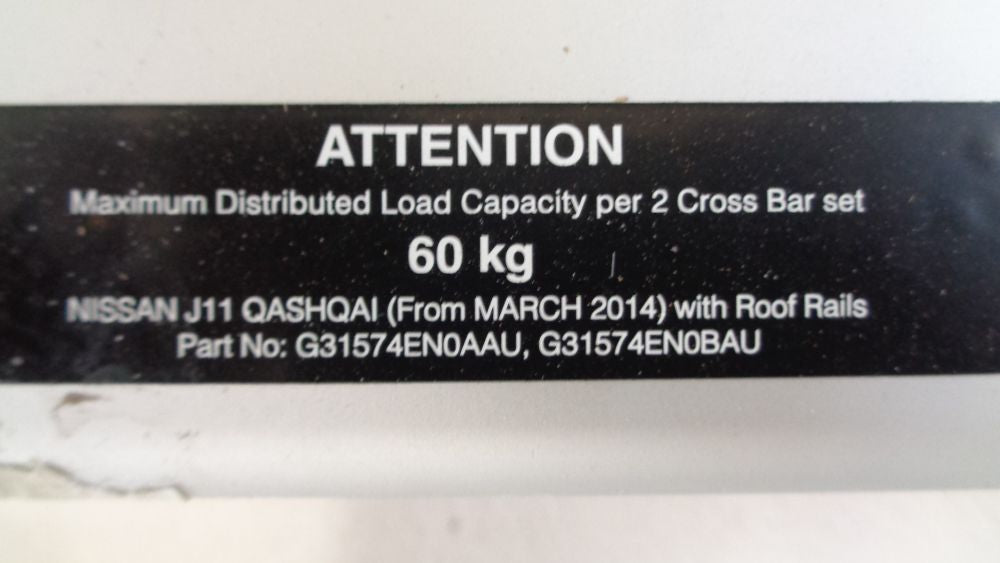 ATTENTION
Maximum Distributed Load Capacity per 2 Cross Bar set
60 kg
NISSAN J11 QASHQAI (From MARCH 2014) with Roof Rails
Part No: G31574EN0AAU, G31574EN0BAU